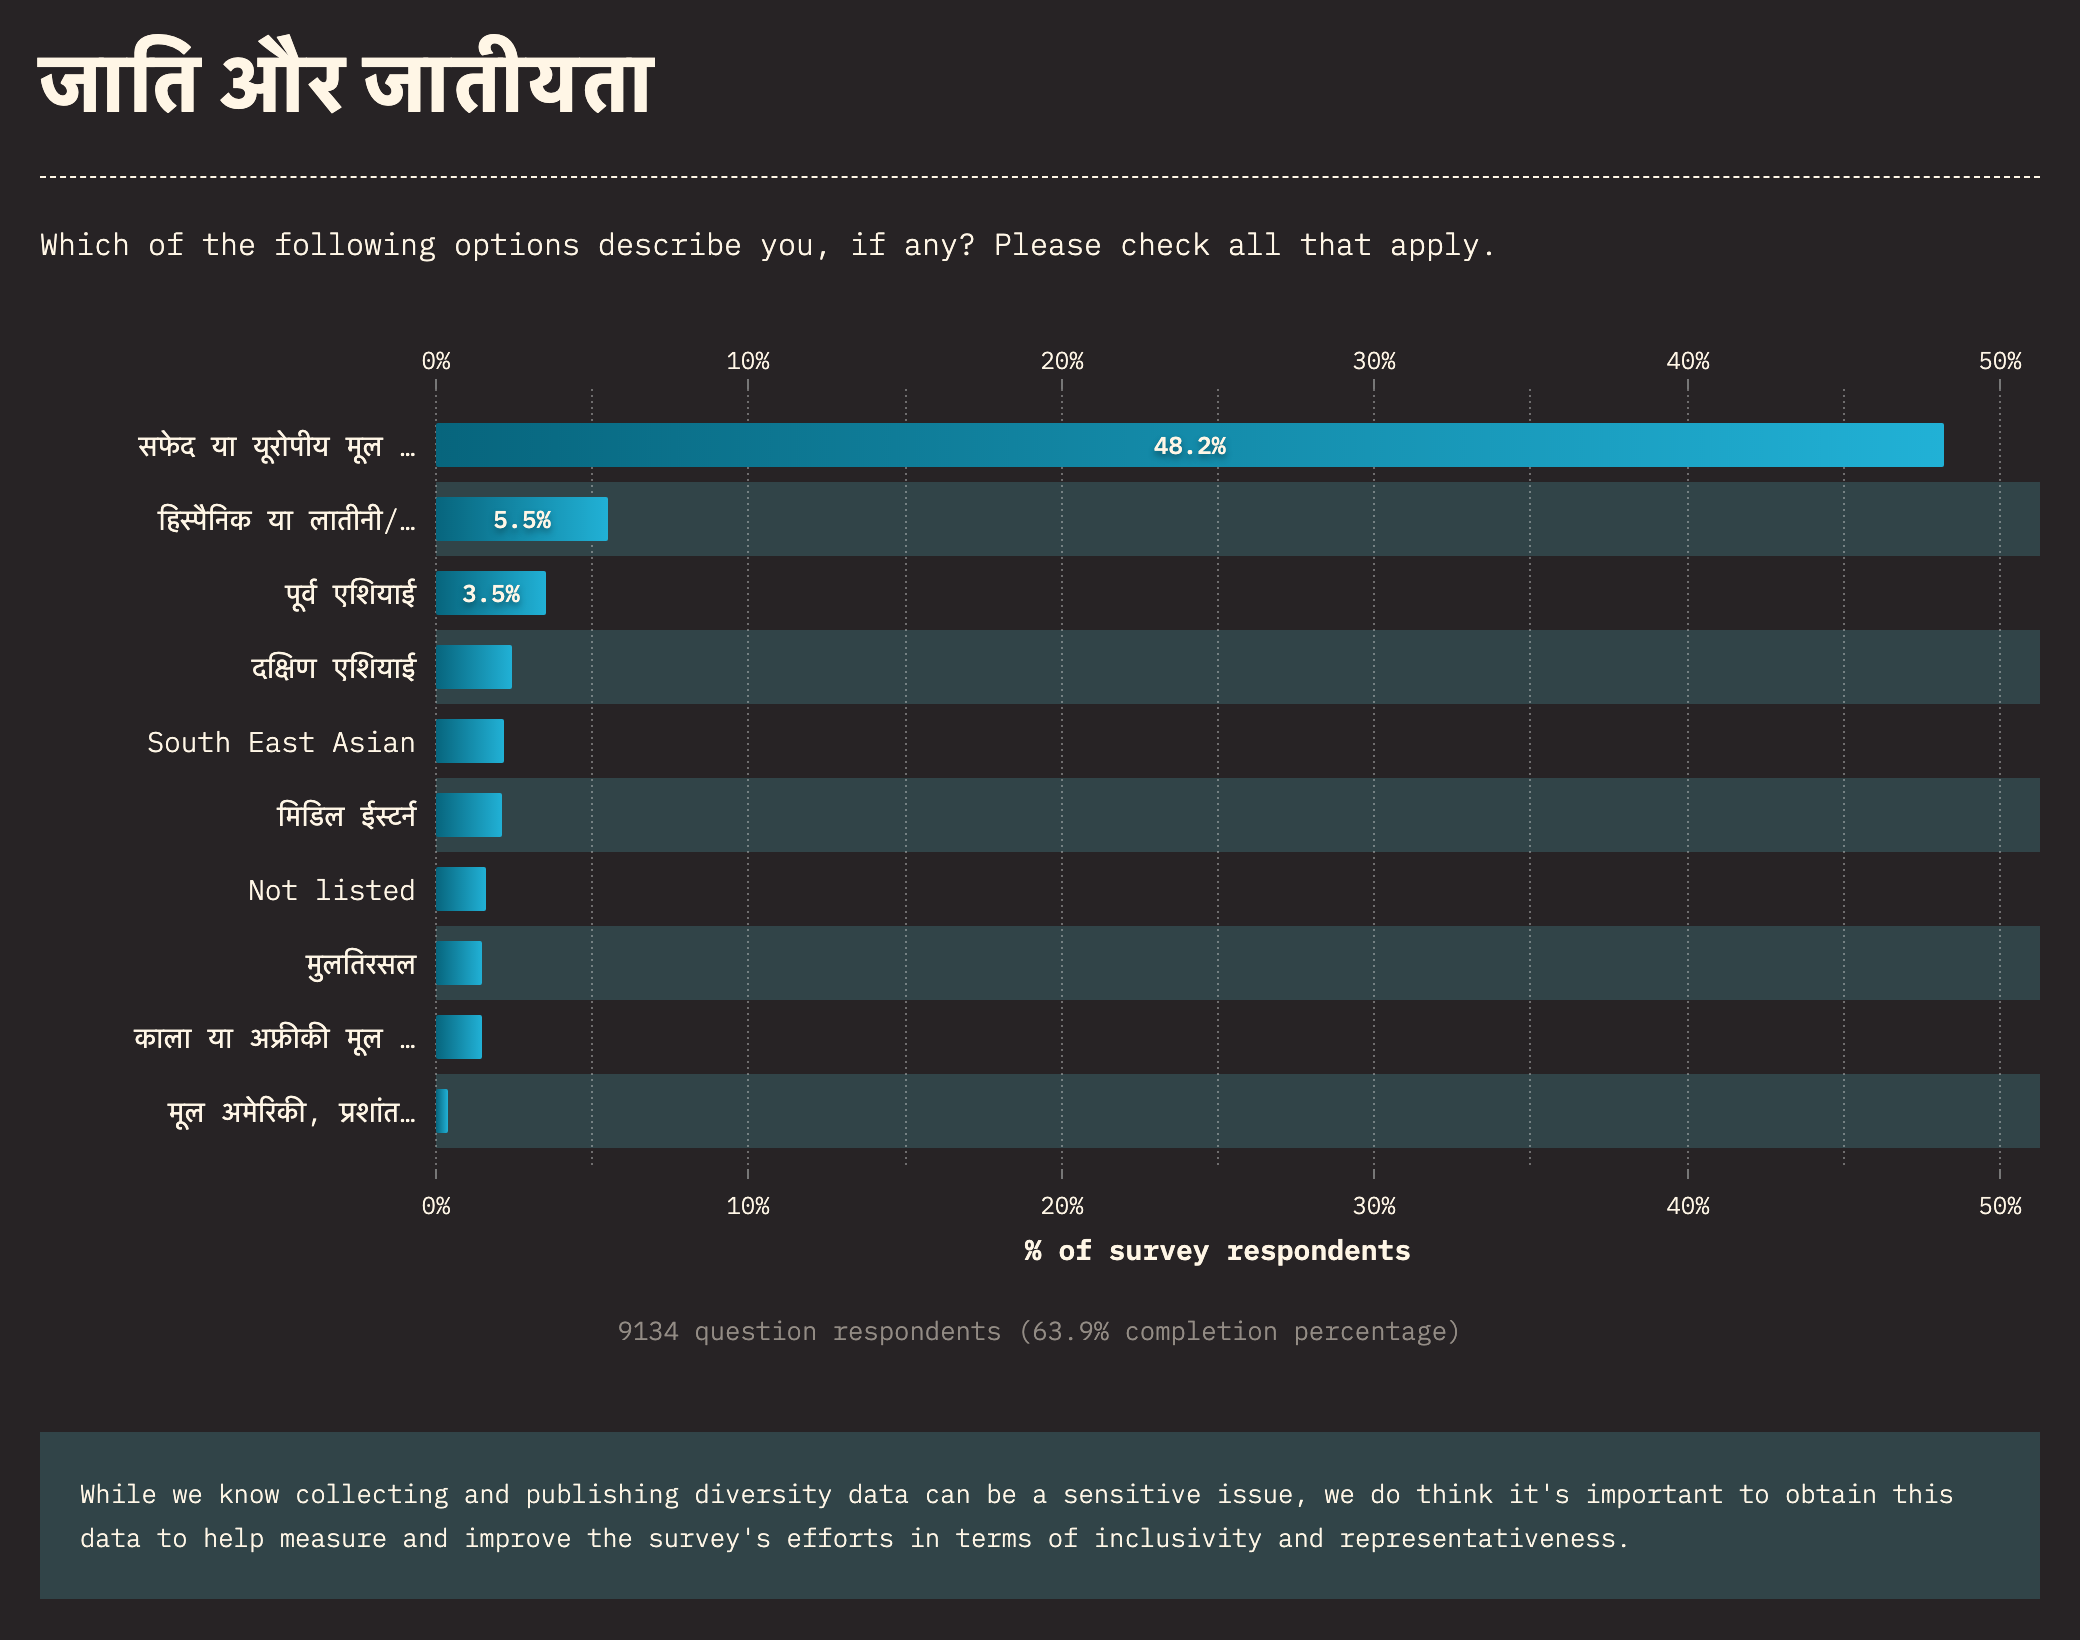 जाति और जातीयता
Which of the following options describe you, if any? Please check all that apply.
0% 10% 20% 30% 40% 50%
सफेद या यूरोपीय मूल … 48.2%
हिस्पैनिक या लातीनी/… 5.5%
पूर्व एशियाई 3.5%
दक्षिण एशियाई
South East Asian
मिडिल ईस्टर्न
Not listed
मुलतिरसल
काला या अफ्रीकी मूल …
मूल अमेरिकी, प्रशांत…
0% 10% 20% 30% 40% 50%
% of survey respondents
9134 question respondents (63.9% completion percentage)
While we know collecting and publishing diversity data can be a sensitive issue, we do think it's important to obtain this
data to help measure and improve the survey's efforts in terms of inclusivity and representativeness.